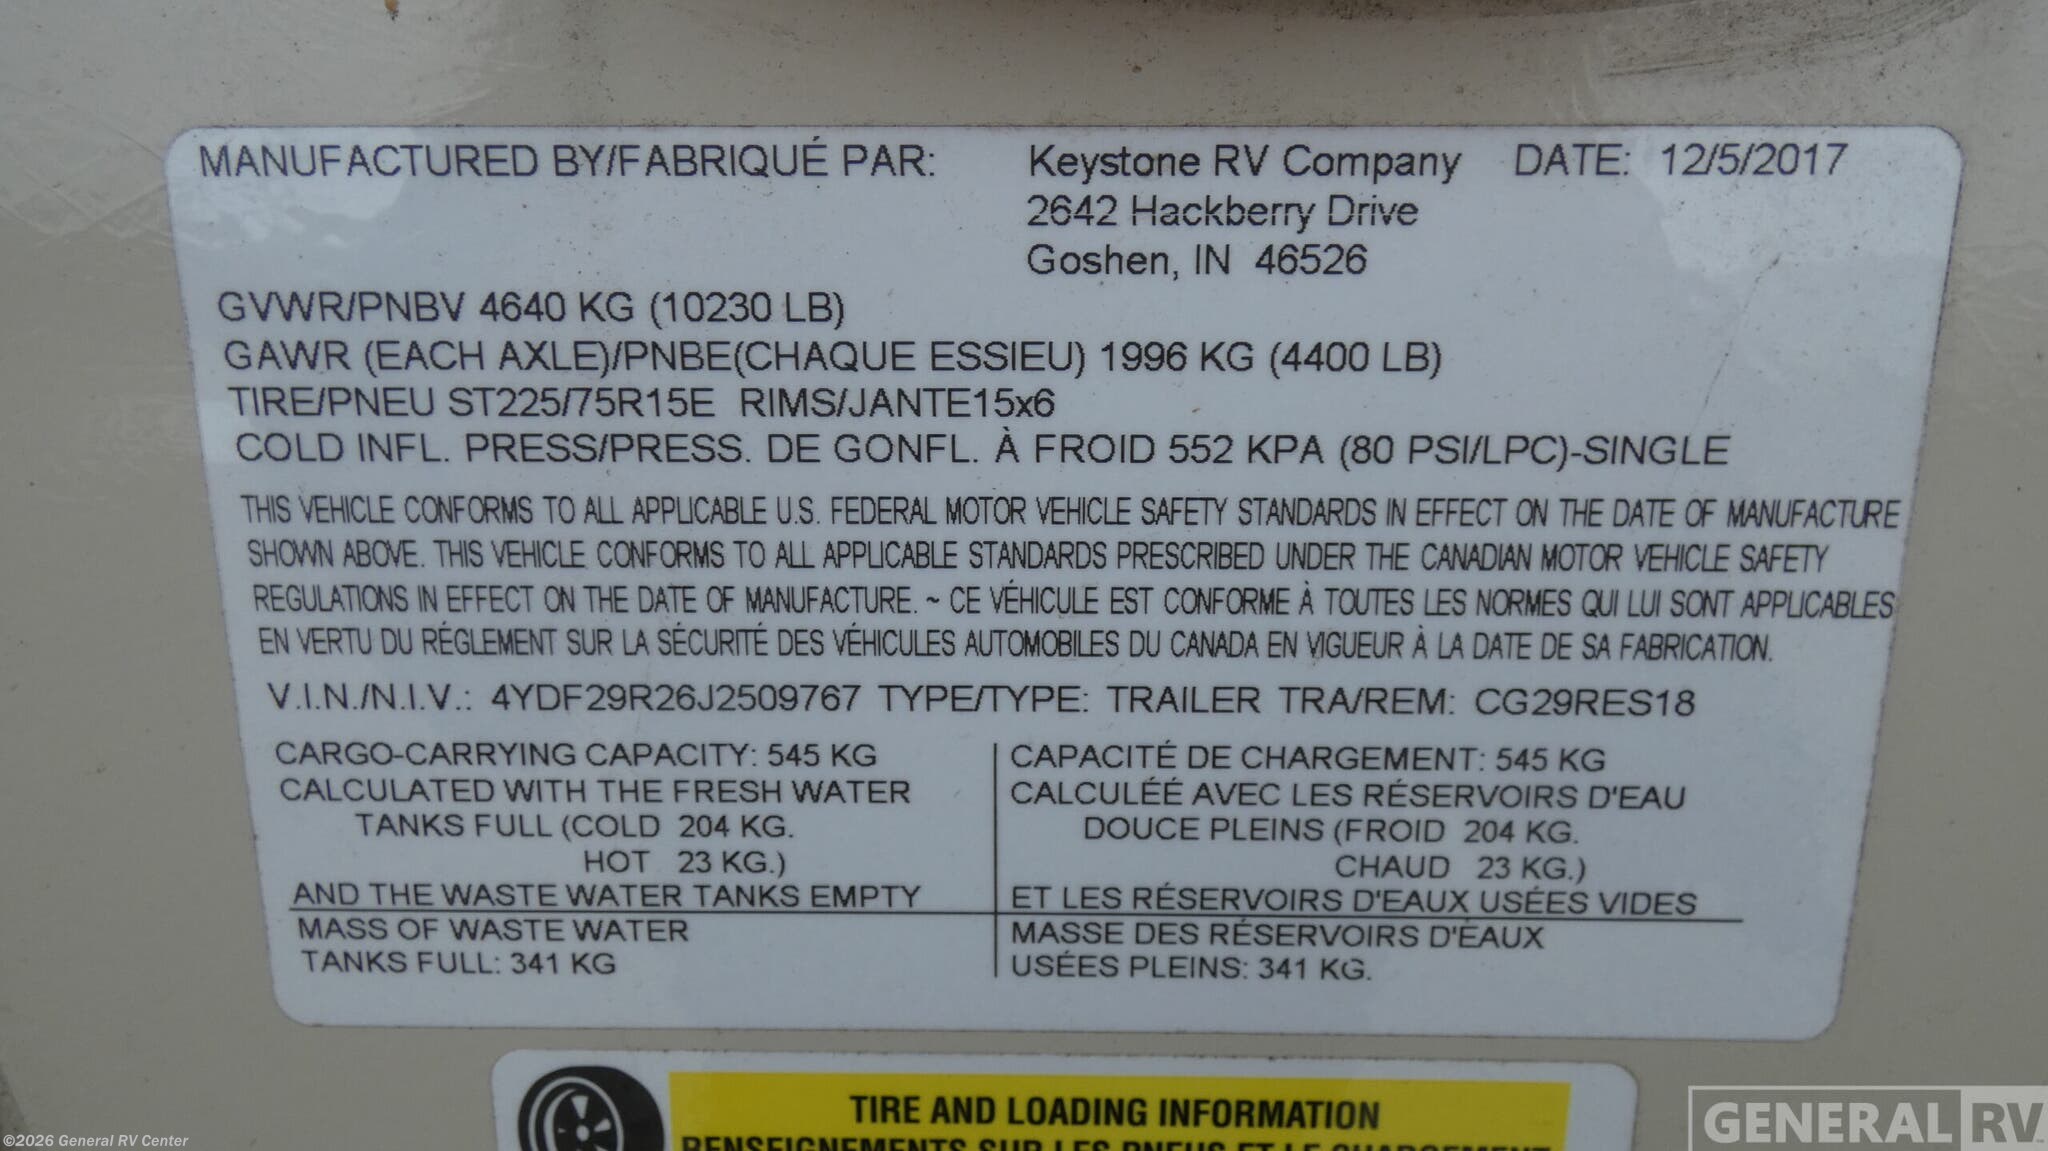 MANUFACTURED BY/FABRIQUÉ PAR: Keystone RV Company DATE: 12/5/2017
2642 Hackberry Drive
Goshen, IN 46526
GVWR/PNBV 4640 KG (10230 LB)
GAWR (EACH AXLE)/PNBE(CHAQUE ESSIEU) 1996 KG (4400 LB)
TIRE/PNEU ST225/75R15E RIMS/JANTE15x6
COLD INFL. PRESS/PRESS. DE GONFL. À FROID 552 KPA (80 PSI/LPC)-SINGLE
THIS VEHICLE CONFORMS TO ALL APPLICABLE U.S. FEDERAL MOTOR VEHICLE SAFETY STANDARDS IN EFFECT ON THE DATE OF MANUFACTURE
SHOWN ABOVE. THIS VEHICLE CONFORMS TO ALL APPLICABLE STANDARDS PRESCRIBED UNDER THE CANADIAN MOTOR VEHICLE SAFETY
REGULATIONS IN EFFECT ON THE DATE OF MANUFACTURE. ~ CE VÉHICULE EST CONFORME À TOUTES LES NORMES QUI LUI SONT APPLICABLES
EN VERTU DU RÉGLEMENT SUR LA SÉCURITÉ DES VÉHICULES AUTOMOBILES DU CANADA EN VIGUEUR À LA DATE DE SA FABRICATION.
V.I.N./N.I.V.: 4YDF29R26J2509767 TYPE/TYPE: TRAILER TRA/REM: CG29RES18
CARGO-CARRYING CAPACITY: 545 KG
CALCULATED WITH THE FRESH WATER
TANKS FULL (COLD 204 KG.
HOT 23 KG.)
AND THE WASTE WATER TANKS EMPTY
MASS OF WASTE WATER
TANKS FULL: 341 KG
CAPACITÉ DE CHARGEMENT: 545 KG
CALCULÉÉ AVEC LES RÉSERVOIRS D'EAU
DOUCE PLEINS (FROID 204 KG.
CHAUD 23 KG.)
ET LES RÉSERVOIRS D'EAUX USÉES VIDES
MASSE DES RÉSERVOIRS D'ÉAUX
USÉES PLEINS: 341 KG.
TIRE AND LOADING INFORMATION
RENSEIGNEMENTS SUR LES PNEUS ET LE CHARGEMENT
©2026 General RV Center
GENERAL RV